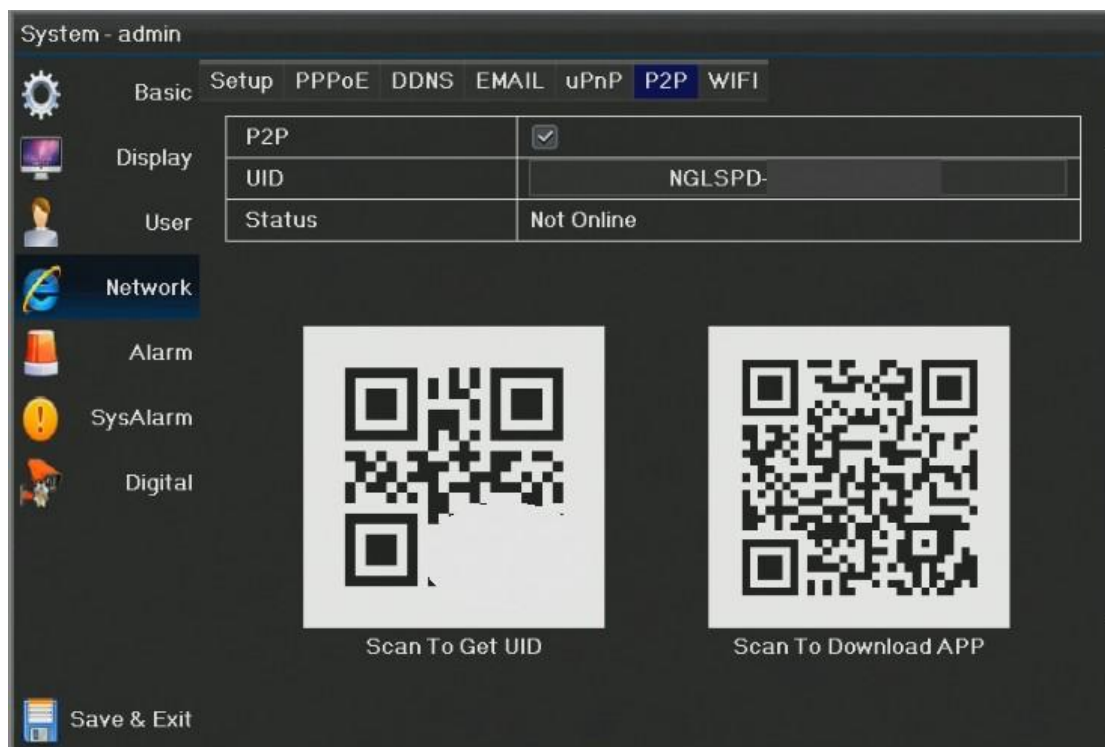 System - admin
Basic
Setup PPPoE DDNS EMAIL uPnP P2P WIFI
P2P
Display
UID NGLSPD-
User
Status Not Online
Network
Alarm
SysAlarm
Digital
Scan To Get UID
Scan To Download APP
Save & Exit